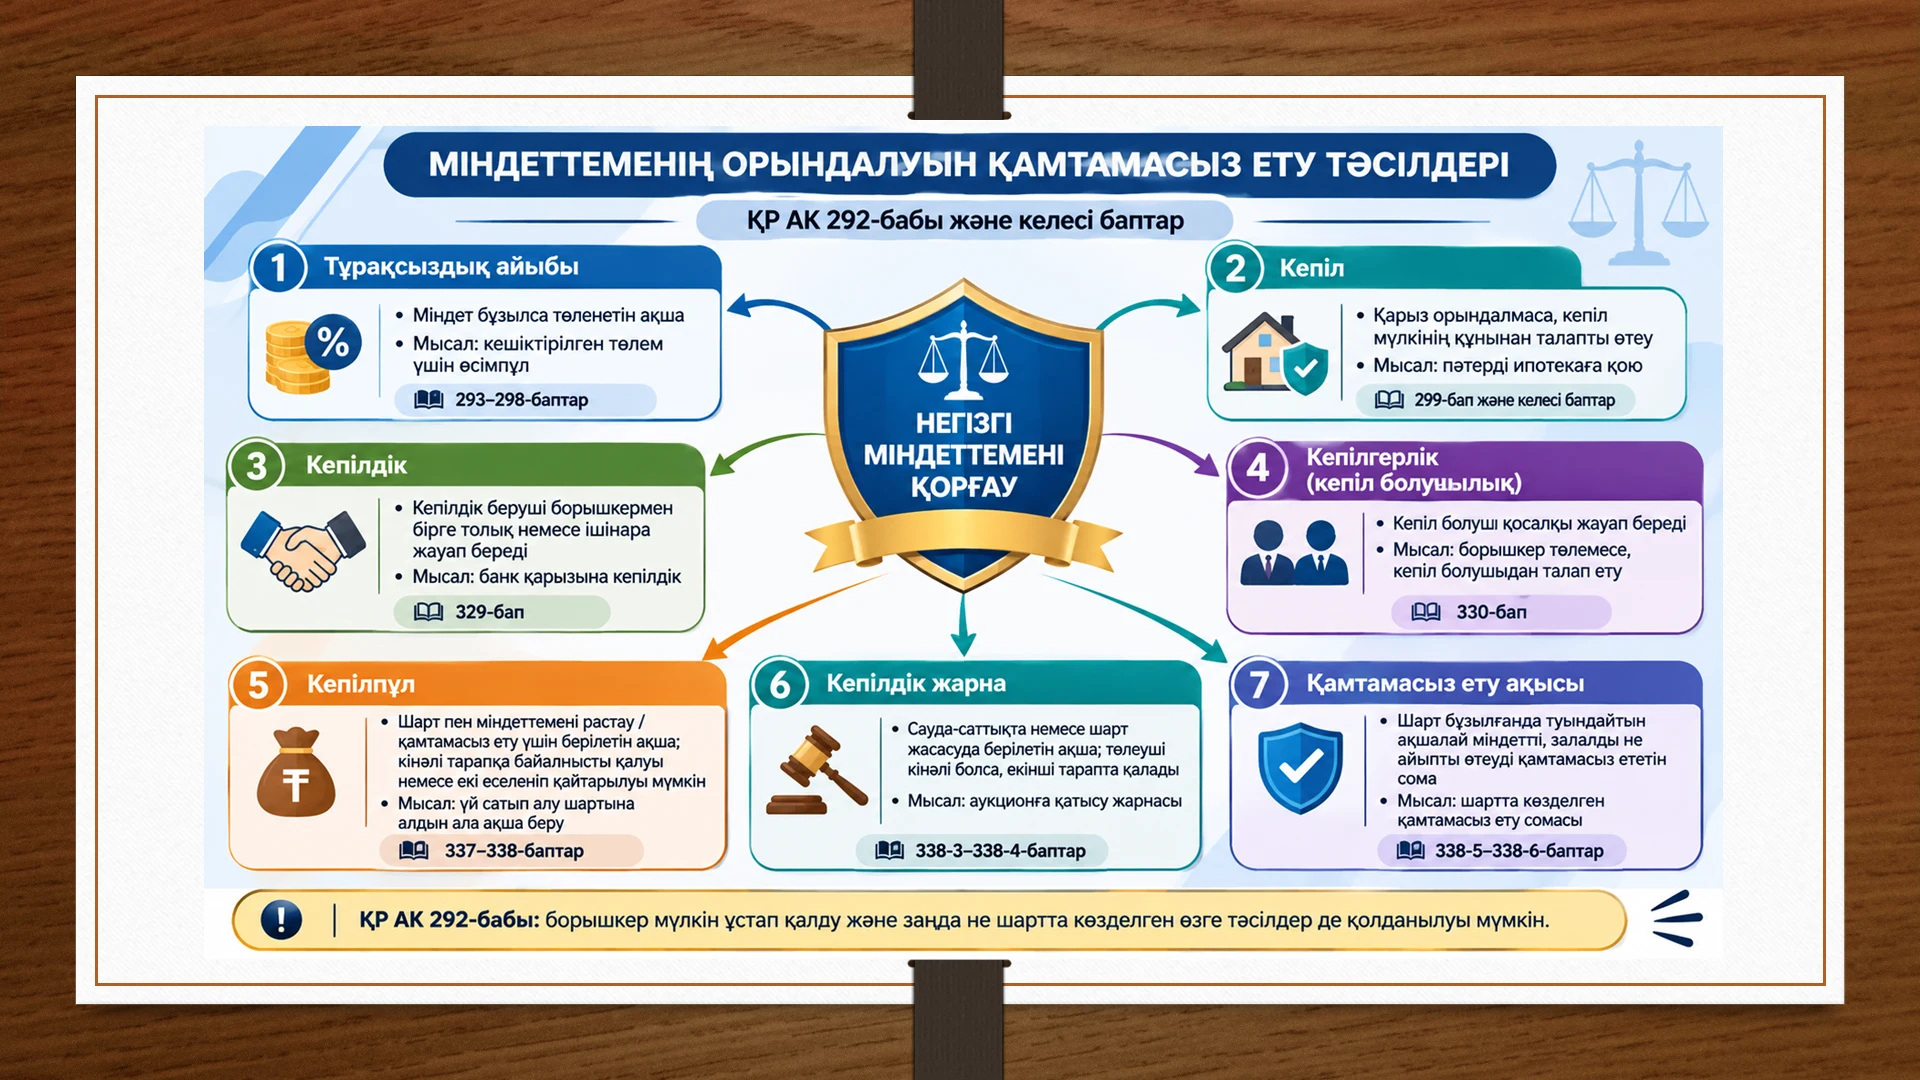 МІНДЕТТЕМЕНІҢ ОРЫНДАЛУЫН ҚАМТАМАСЫЗ ЕТУ ТӘСІЛДЕРІ
ҚР АК 292-бабы және келесі баптар
1 Тұрақсыздық айыбы
• Міндет бұзылса төленетін ақша
• Мысал: кешіктірілген төлем
үшін өсімпұл
%
293–298-баптар
2 Кепіл
• Қарыз орындалмаса, кепіл
мүлкінің құнынан талапты өтеу
• Мысал: пәтерді ипотекаға қою
299-бап және келесі баптар
НЕГІЗГІ
МІНДЕТТЕМЕНІ
ҚОРҒАУ
3 Кепілдік
• Кепілдік беруші борышкермен
бірге толық немесе ішінара
жауап береді
• Мысал: банк қарызына кепілдік
329-бап
4 Кепілгерлік
(кепіл болушылық)
• Кепіл болушı қосалқы жауап береді
• Мысал: борышкер төлемесе,
кепіл болушыдан талап ету
330-бап
5 Кепілпұл
• Шарт пен міндеттемені растау /
қамтамасыз ету үшін берілетін ақша;
кінәлі тарапқа байалнысты қалуы
немесе екі еселеніп қайтарылуы мүмкін
• Мысал: үй сатып алу шартына
алдын ала ақша беру
₸
337–338-баптар
6 Кепілдік жарна
• Сауда-саттықта немесе шарт
жасасуда берілетін ақша; төлеуші
кінәлі болса, екінші тарапта қалады
• Мысал: аукционға қатысу жарнасы
338-3–338-4-баптар
7 Қамтамасыз ету ақысы
• Шарт бұзылғанда туындайтын
ақшалай міндетті, залалды не
айыпты өтеуді қамтамасыз ететін
сома
• Мысал: шартта көзделген
қамтамасыз ету сомасы
338-5–338-6-баптар
! ҚР АК 292-бабы: борышкер мүлкін ұстап қалду және заңда не шартта көзделген өзге тәсілдер де қолданылуы мүмкін.